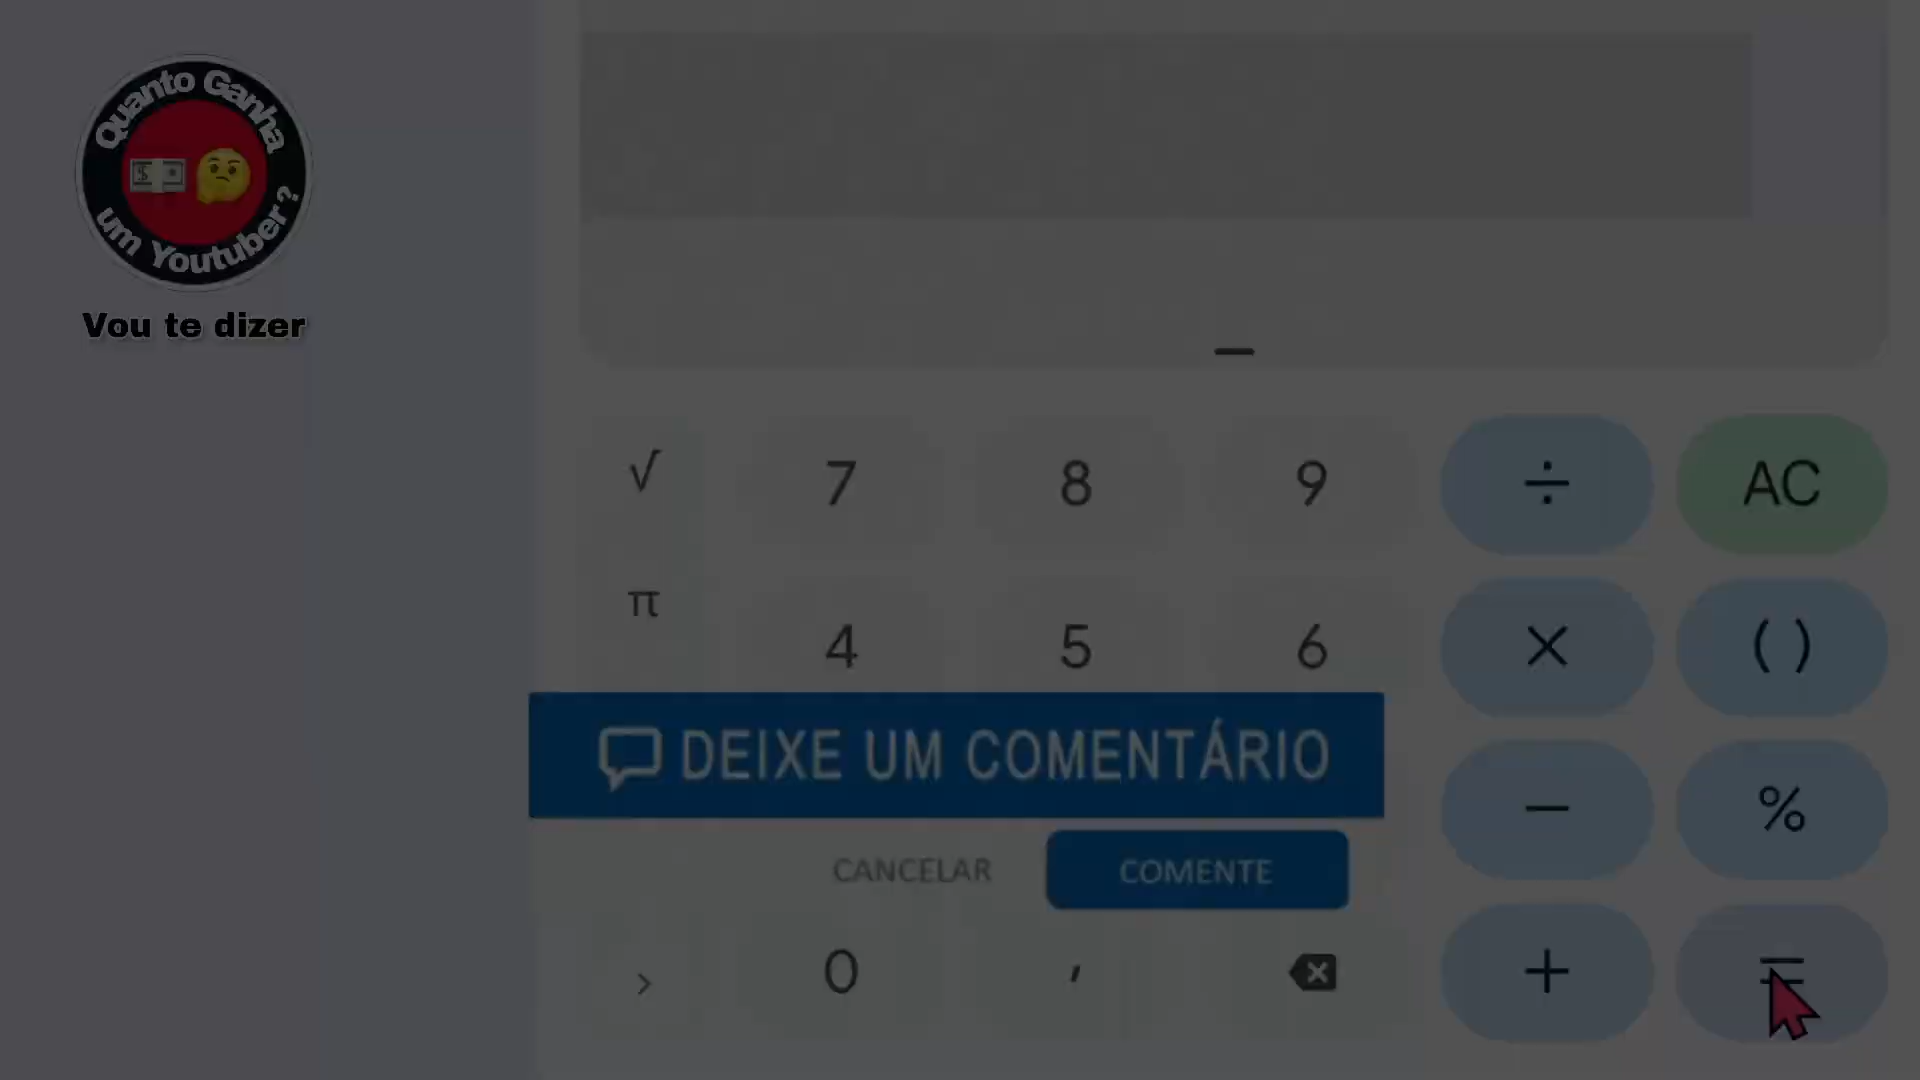 Quanto Ganha
um Youtuber?
Vou te dizer
√ 7 8 9 ÷ AC
π 4 5 6 × ( )
DEIXE UM COMENTÁRIO
− %
CANCELAR COMENTE
> 0 , + =